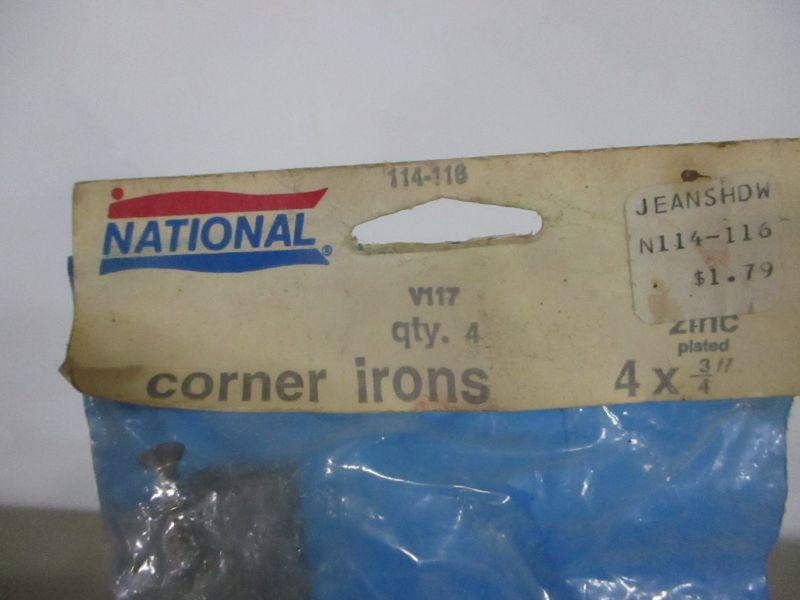 114-116
NATIONAL®
V117
qty. 4
corner irons
JEANSHDW
N114-116
$1.79
zinc
plated
4 x 3/4"